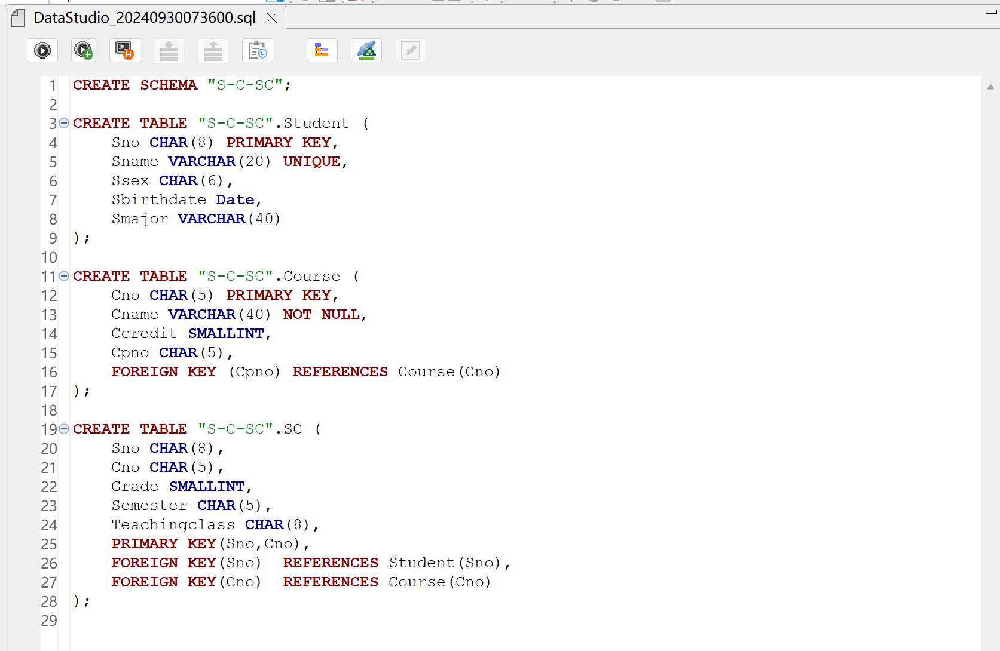 DataStudio_20240930073600.sql
1 CREATE SCHEMA "S-C-SC";
2
3 CREATE TABLE "S-C-SC".Student (
4     Sno CHAR(8) PRIMARY KEY,
5     Sname VARCHAR(20) UNIQUE,
6     Ssex CHAR(6),
7     Sbirthdate Date,
8     Smajor VARCHAR(40)
9 );
10
11 CREATE TABLE "S-C-SC".Course (
12     Cno CHAR(5) PRIMARY KEY,
13     Cname VARCHAR(40) NOT NULL,
14     Ccredit SMALLINT,
15     Cpno CHAR(5),
16     FOREIGN KEY (Cpno) REFERENCES Course(Cno)
17 );
18
19 CREATE TABLE "S-C-SC".SC (
20     Sno CHAR(8),
21     Cno CHAR(5),
22     Grade SMALLINT,
23     Semester CHAR(5),
24     Teachingclass CHAR(8),
25     PRIMARY KEY(Sno,Cno),
26     FOREIGN KEY(Sno)  REFERENCES Student(Sno),
27     FOREIGN KEY(Cno)  REFERENCES Course(Cno)
28 );
29